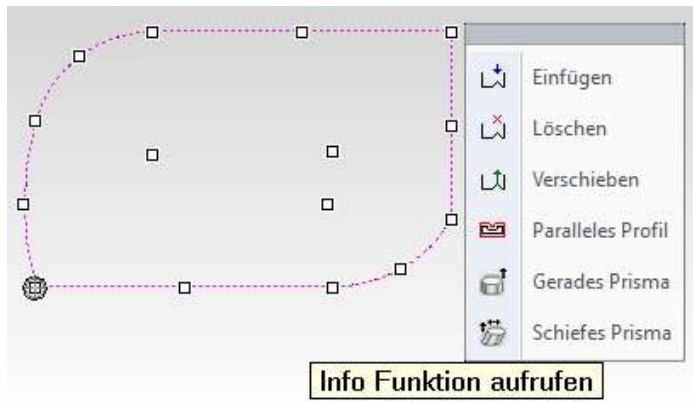 Einfügen
Löschen
Verschieben
Paralleles Profil
Gerades Prisma
Schiefes Prisma
Info Funktion aufrufen